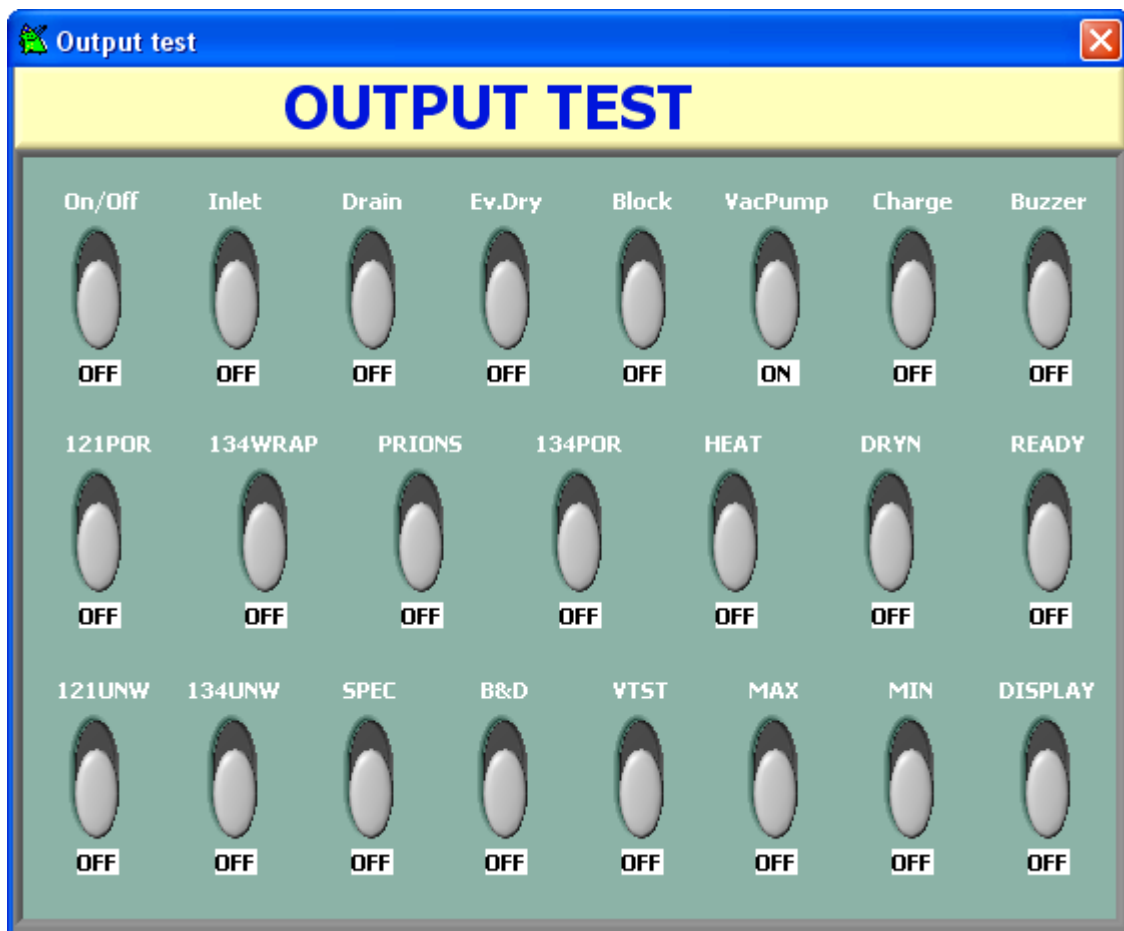 Output test
OUTPUT TEST
On/Off Inlet Drain Ev.Dry Block VacPump Charge Buzzer
OFF OFF OFF OFF OFF ON OFF OFF
121POR 134WRAP PRIONS 134POR HEAT DRYN READY
OFF OFF OFF OFF OFF OFF OFF
121UNW 134UNW SPEC B&D VTST MAX MIN DISPLAY
OFF OFF OFF OFF OFF OFF OFF OFF